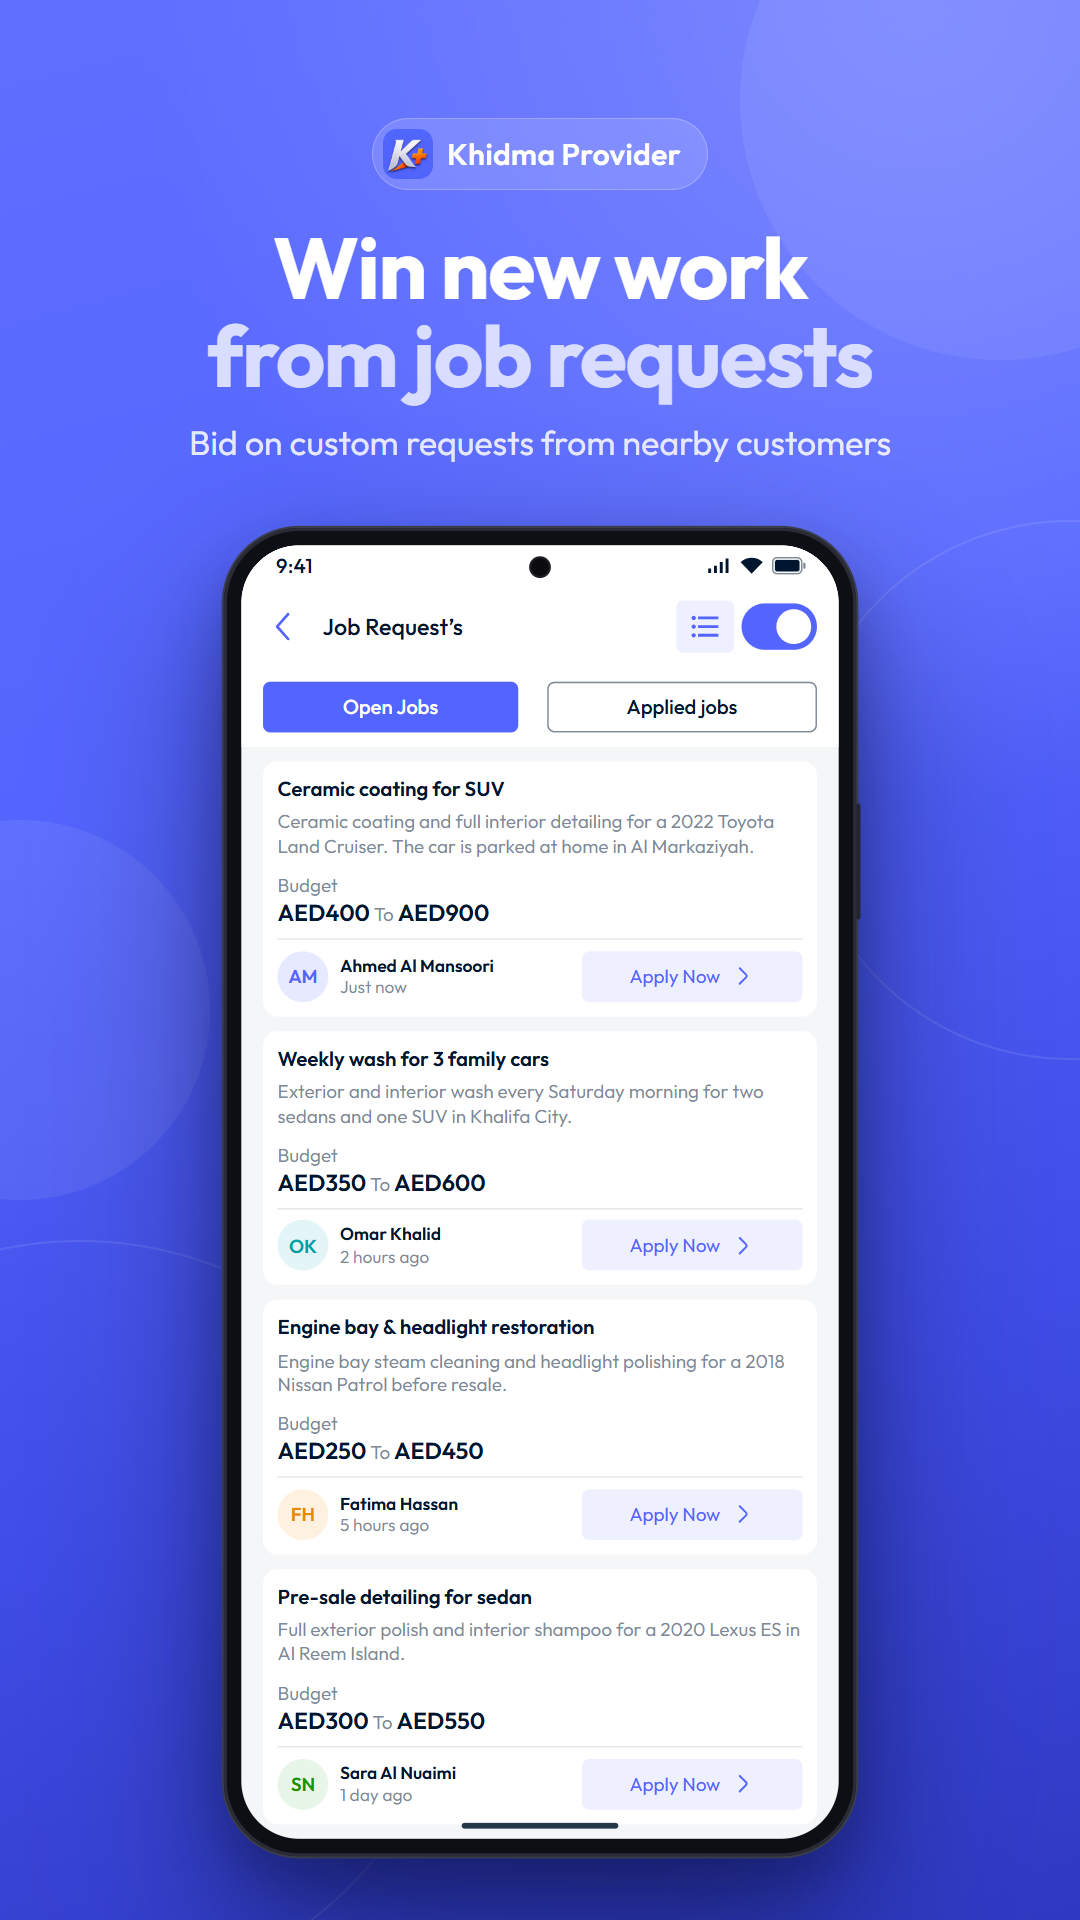 K+ Khidma Provider
Win new work
from job requests
Bid on custom requests from nearby customers
9:41
Job Request’s
Open Jobs
Applied jobs
Ceramic coating for SUV
Ceramic coating and full interior detailing for a 2022 Toyota
Land Cruiser. The car is parked at home in Al Markaziyah.
Budget
AED400 To AED900
AM
Ahmed Al Mansoori
Just now
Apply Now
Weekly wash for 3 family cars
Exterior and interior wash every Saturday morning for two
sedans and one SUV in Khalifa City.
Budget
AED350 To AED600
OK
Omar Khalid
2 hours ago
Apply Now
Engine bay & headlight restoration
Engine bay steam cleaning and headlight polishing for a 2018
Nissan Patrol before resale.
Budget
AED250 To AED450
FH
Fatima Hassan
5 hours ago
Apply Now
Pre-sale detailing for sedan
Full exterior polish and interior shampoo for a 2020 Lexus ES in
Al Reem Island.
Budget
AED300 To AED550
SN
Sara Al Nuaimi
1 day ago
Apply Now